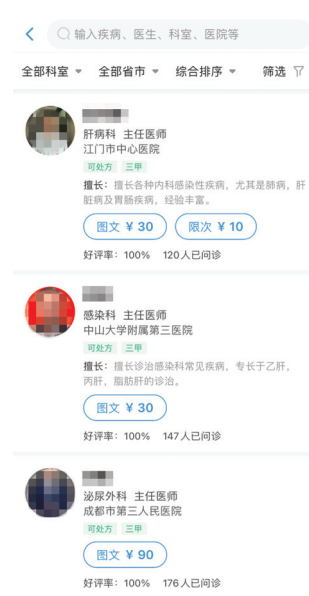 输入疾病、医生、科室、医院等
全部科室 全部省市 综合排序 筛选
肝病科 主任医师
江门市中心医院
可处方 三甲
擅长：擅长各种内科感染性疾病，尤其是肺病，肝
脏病及胃肠疾病，经验丰富。
图文 ¥ 30 限次 ¥ 10
好评率：100% 120人已问诊
感染科 主任医师
中山大学附属第三医院
可处方 三甲
擅长：擅长诊治感染科常见疾病，专长于乙肝，
丙肝，脂肪肝的诊治。
图文 ¥ 30
好评率：100% 147人已问诊
泌尿外科 主任医师
成都市第三人民医院
可处方 三甲
图文 ¥ 90
好评率：100% 176人已问诊